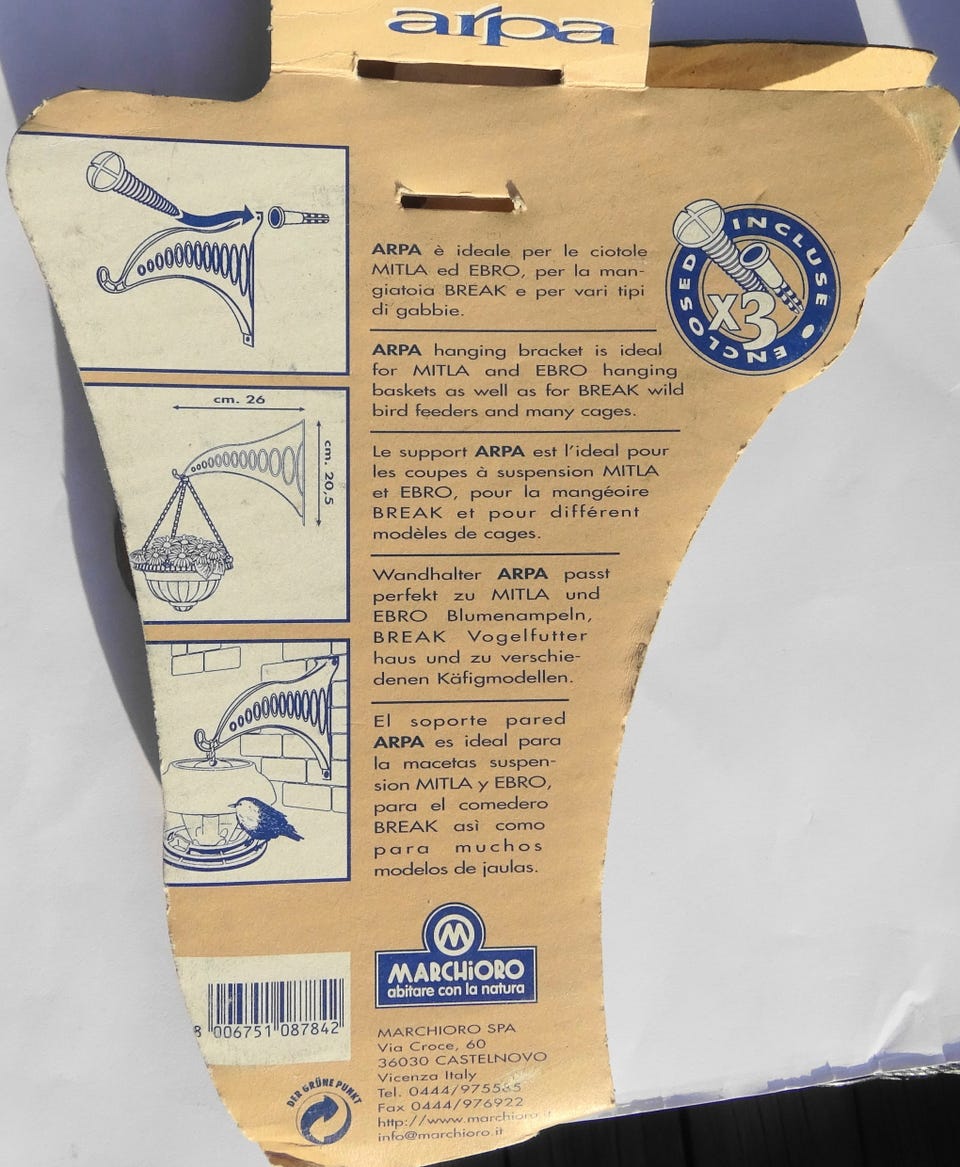 arpa
INCLUSE
ENCLOSED
x3
ARPA è ideale per le ciotole
MITLA ed EBRO, per la man-
giatoia BREAK e per vari tipi
di gabbie.
ARPA hanging bracket is ideal
for MITLA and EBRO hanging
baskets as well as for BREAK wild
bird feeders and many cages.
cm. 26
cm. 20,5
Le support ARPA est l'ideal pour
les coupes à suspension MITLA
et EBRO, pour la mangéoire
BREAK et pour différent
modèles de cages.
Wandhalter ARPA passt
perfekt zu MITLA und
EBRO Blumenampeln,
BREAK Vogelfutter
haus und zu verschie-
denen Käfigmodellen.
El soporte pared
ARPA es ideal para
la macetas suspen-
sion MITLA y EBRO,
para el comedero
BREAK asì como
para muchos
modelos de jaulas.
M
MARCHiORO
abitare con la natura
8 006751 087842
MARCHIORO SPA
Via Croce, 60
36030 CASTELNOVO
Vicenza Italy
Tel. 0444/975585
Fax 0444/976922
http://www.marchioro.it
info@marchioro.it
DER GRÜNE PUNKT